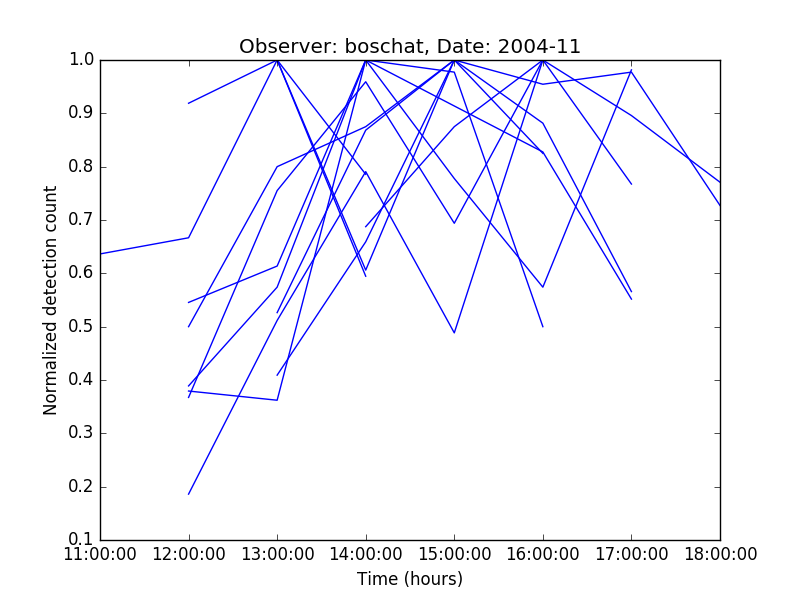 Observer: boschat, Date: 2004-11
Normalized detection count
1.0
0.9
0.8
0.7
0.6
0.5
0.4
0.3
0.2
0.1
11:00:00 12:00:00 13:00:00 14:00:00 15:00:00 16:00:00 17:00:00 18:00:00
Time (hours)